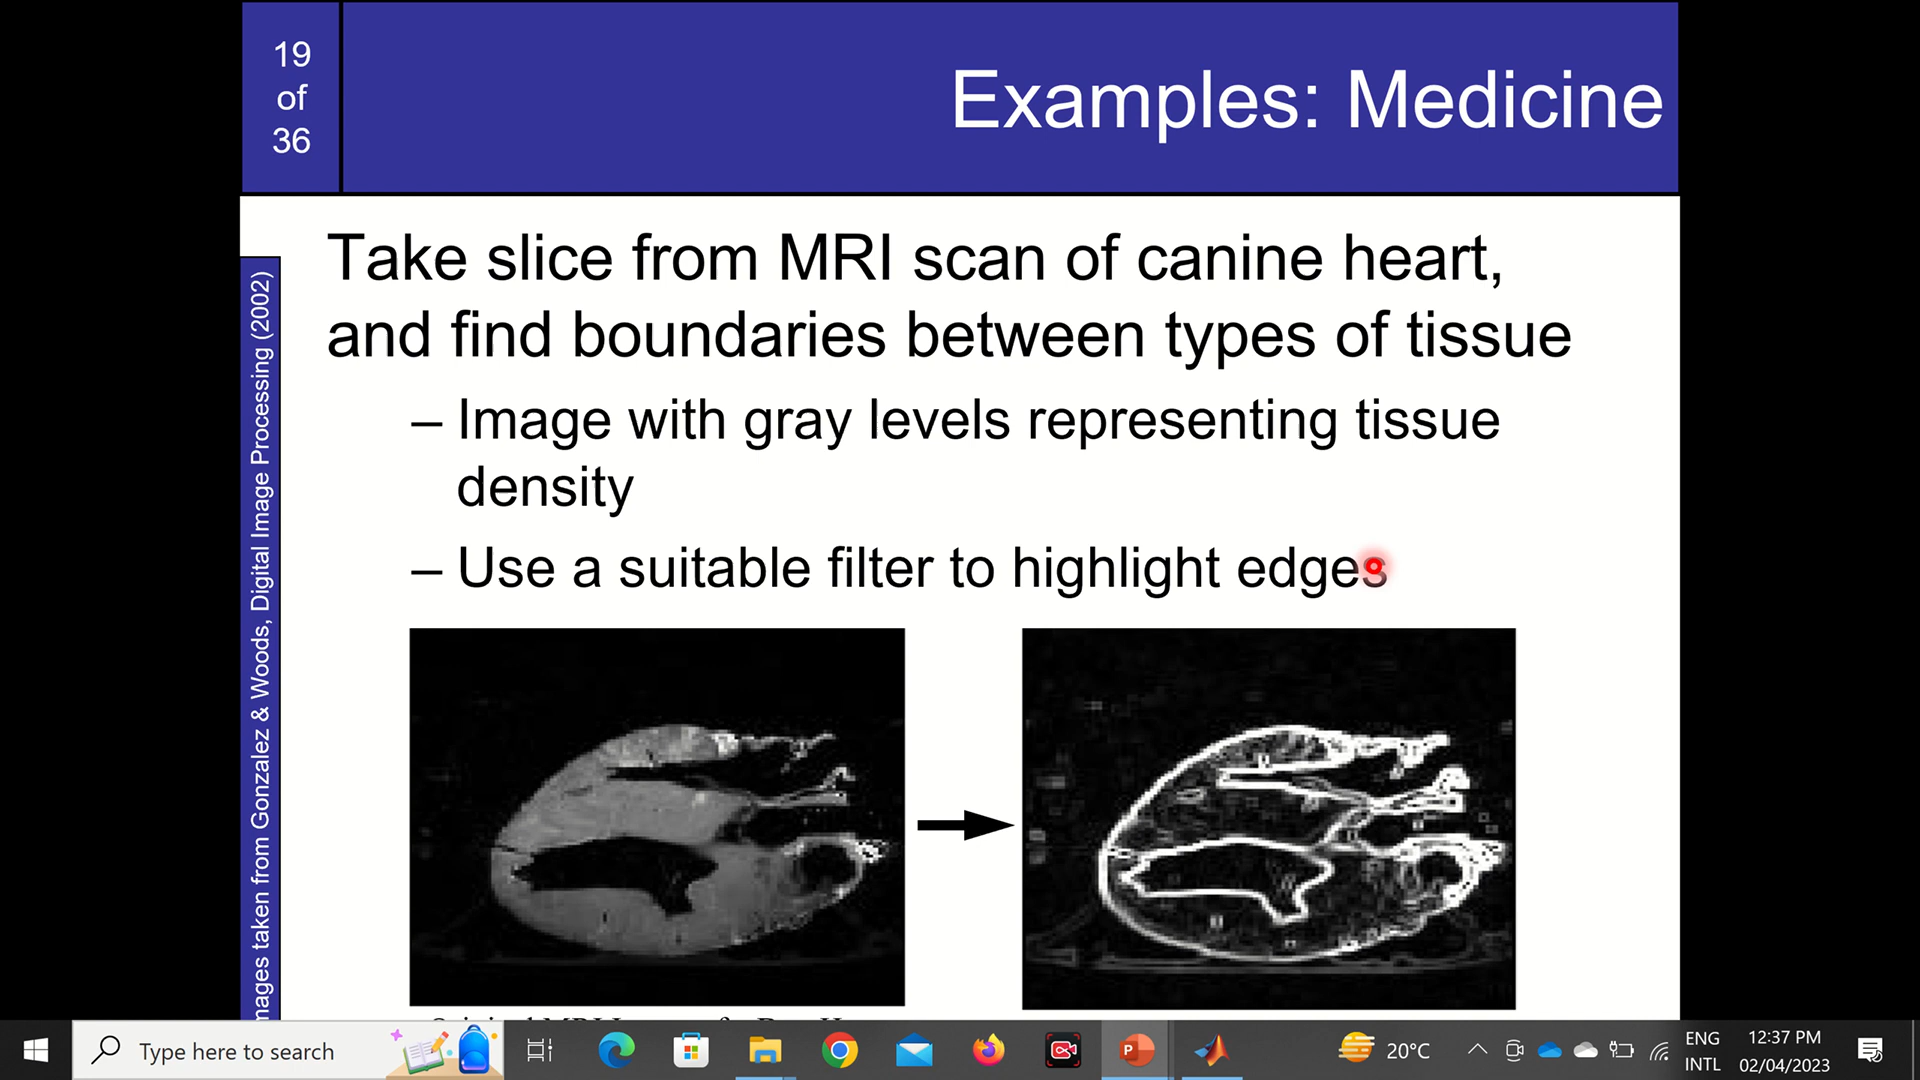 19
of
36
Examples: Medicine
Take slice from MRI scan of canine heart,
and find boundaries between types of tissue
– Image with gray levels representing tissue
density
– Use a suitable filter to highlight edges
mages taken from Gonzalez & Woods, Digital Image Processing (2002)
Type here to search
20°C
ENG
INTL
12:37 PM
02/04/2023